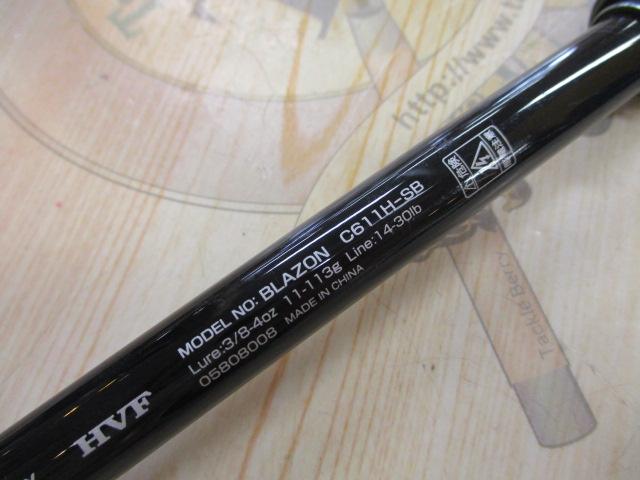 MODEL NO: BLAZON C611H-SB
Lure:3/8-4oz 11-113g Line:14-30lb
05808008 MADE IN CHINA
HVF
http://www.ta
Tackle Berry